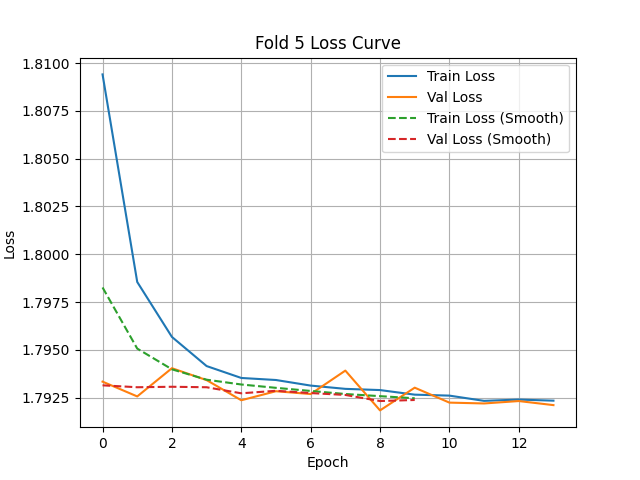 Fold 5 Loss Curve
1.8100
1.8075
1.8050
1.8025
1.8000
1.7975
1.7950
1.7925
Loss
Train Loss
Val Loss
Train Loss (Smooth)
Val Loss (Smooth)
0 2 4 6 8 10 12
Epoch